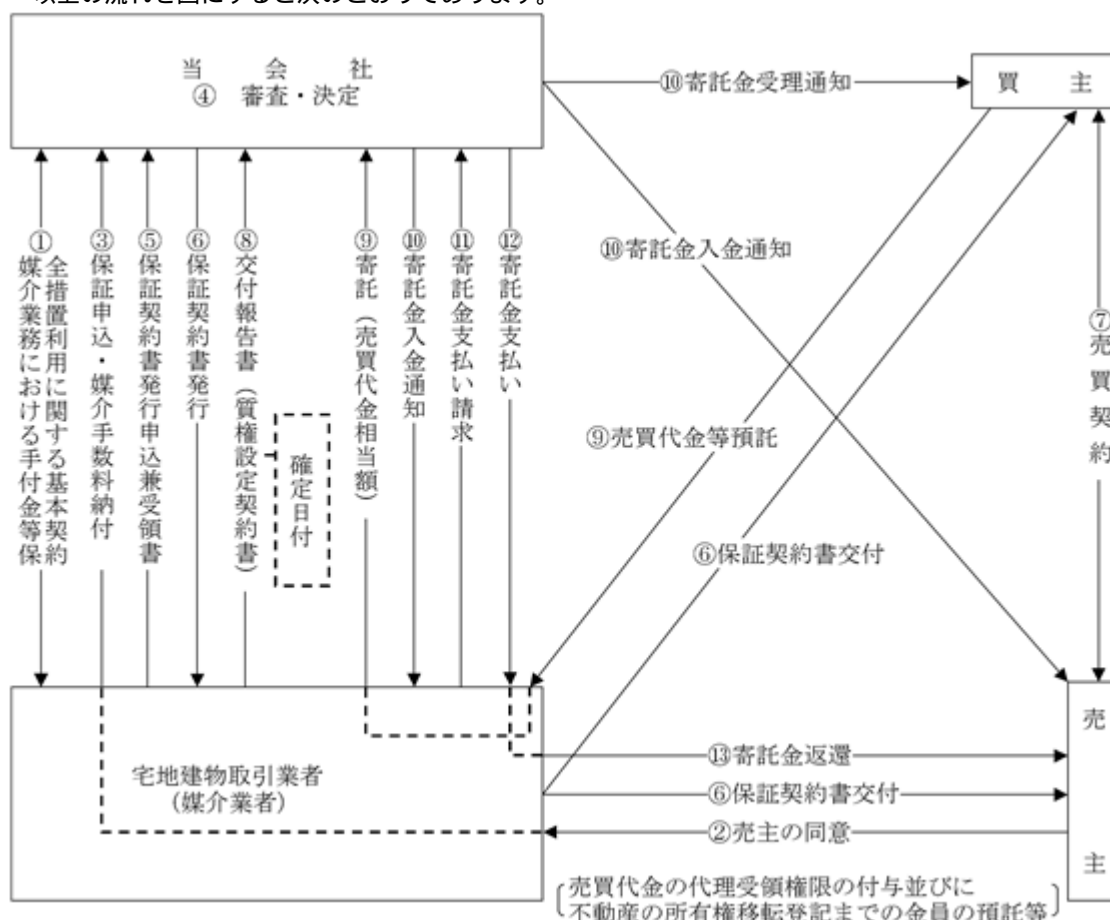 以上の流れを図にすると次のとおりであります。
当会社
④ 審査・決定
⑩寄託金受理通知
買主
①媒介業務における手付金等保
全措置利用に関する基本契約
③保証申込・媒介手数料納付
⑤保証契約書発行申込兼受領書
⑥保証契約書発行
⑧交付報告書（質権設定契約書）
確定日付
⑨寄託（売買代金相当額）
⑩寄託金入金通知
⑪寄託金支払い請求
⑫寄託金支払い
⑩寄託金入金通知
⑦売買契約
⑨売買代金等預託
⑥保証契約書交付
宅地建物取引業者
(媒介業者)
⑬寄託金返還
⑥保証契約書交付
②売主の同意
売主
売買代金の代理受領権限の付与並びに
不動産の所有権移転登記までの金員の預託等